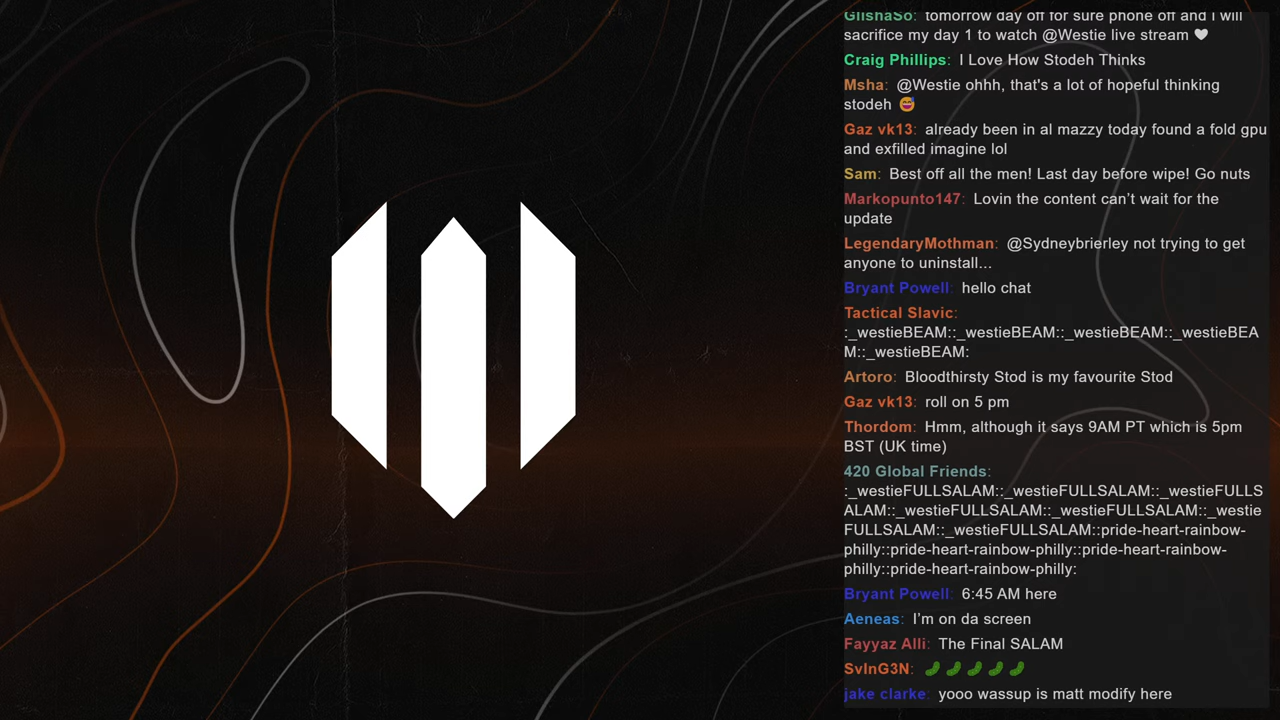 GlishaSo: tomorrow day off for sure phone off and I will
sacrifice my day 1 to watch @Westie live stream 🤍
Craig Phillips: I Love How Stodeh Thinks
Msha: @Westie ohhh, that's a lot of hopeful thinking
stodeh 😅
Gaz vk13: already been in al mazzy today found a fold gpu
and exfilled imagine lol
Sam: Best off all the men! Last day before wipe! Go nuts
Markopunto147: Lovin the content can’t wait for the
update
LegendaryMothman: @Sydneybrierley not trying to get
anyone to uninstall...
Bryant Powell: hello chat
Tactical Slavic:
:_westieBEAM::_westieBEAM::_westieBEAM::_westieBEA
M::_westieBEAM:
Artoro: Bloodthirsty Stod is my favourite Stod
Gaz vk13: roll on 5 pm
Thordom: Hmm, although it says 9AM PT which is 5pm
BST (UK time)
420 Global Friends:
:_westieFULLSALAM::_westieFULLSALAM::_westieFULLS
ALAM::_westieFULLSALAM::_westieFULLSALAM::_westie
FULLSALAM::_westieFULLSALAM::pride-heart-rainbow-
philly::pride-heart-rainbow-philly::pride-heart-rainbow-
philly::pride-heart-rainbow-philly:
Bryant Powell: 6:45 AM here
Aeneas: I’m on da screen
Fayyaz Alli: The Final SALAM
SvInG3N: 🥒🥒🥒🥒🥒
jake clarke: yooo wassup is matt modify here